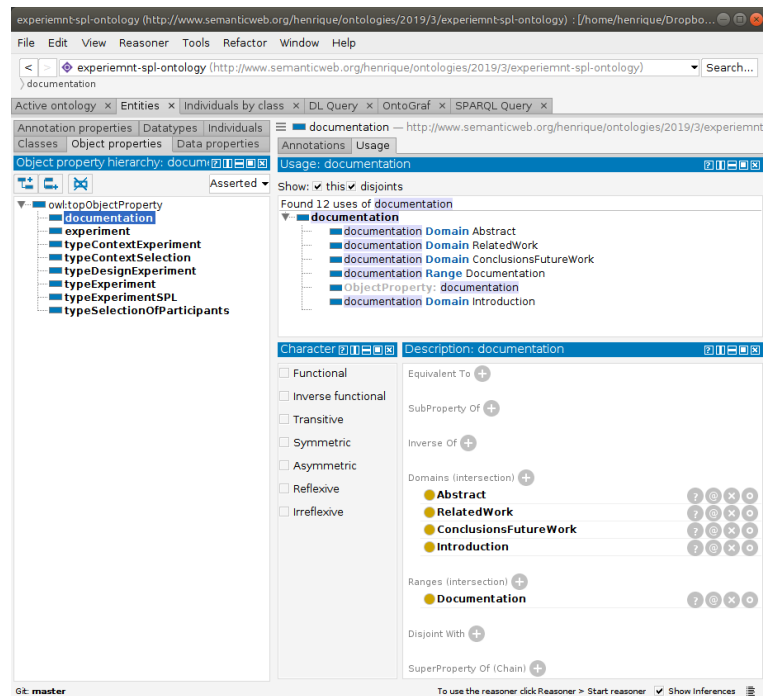 experiemnt-spl-ontology (http://www.semanticweb.org/henrique/ontologies/2019/3/experiemnt-spl-ontology) : [/home/henrique/Dropbo...
File Edit View Reasoner Tools Refactor Window Help
< > experiemnt-spl-ontology (http://www.semanticweb.org/henrique/ontologies/2019/3/experiemnt-spl-ontology) Search...
documentation
Active ontology × Entities × Individuals by class × DL Query × OntoGraf × SPARQL Query ×
Annotation properties Datatypes Individuals
Classes Object properties Data properties
Object property hierarchy: docum
Asserted
owl:topObjectProperty
documentation
experiment
typeContextExperiment
typeContextSelection
typeDesignExperiment
typeExperiment
typeExperimentSPL
typeSelectionOfParticipants
documentation — http://www.semanticweb.org/henrique/ontologies/2019/3/experiemnt
Annotations Usage
Usage: documentation
Show: this disjoints
Found 12 uses of documentation
documentation
documentation Domain Abstract
documentation Domain RelatedWork
documentation Domain ConclusionsFutureWork
documentation Range Documentation
ObjectProperty: documentation
documentation Domain Introduction
Character
Functional
Inverse functional
Transitive
Symmetric
Asymmetric
Reflexive
Irreflexive
Description: documentation
Equivalent To
SubProperty Of
Inverse Of
Domains (intersection)
Abstract
RelatedWork
ConclusionsFutureWork
Introduction
Ranges (intersection)
Documentation
Disjoint With
SuperProperty Of (Chain)
Git: master
To use the reasoner click Reasoner > Start reasoner Show Inferences